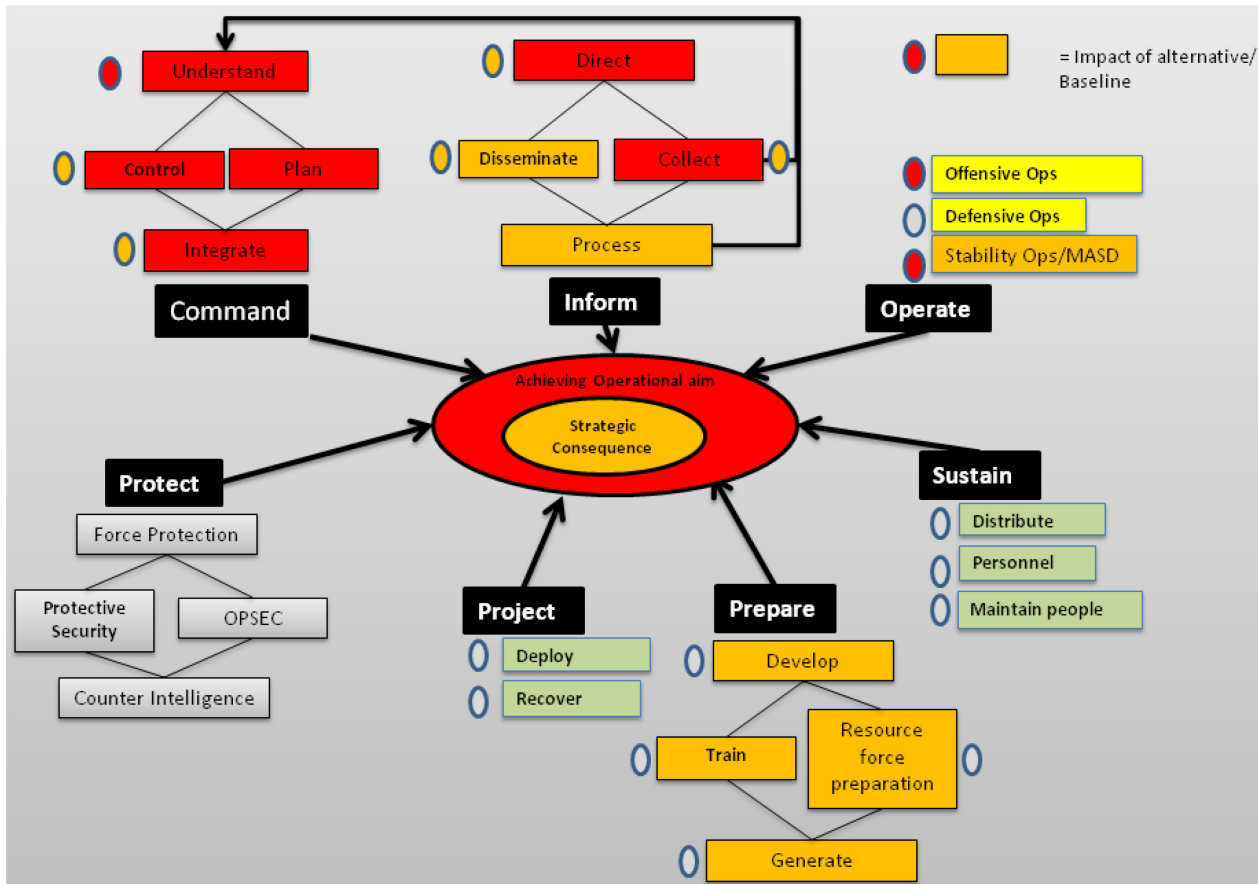 Understand
Control
Plan
Integrate
Command
Direct
Disseminate
Collect
Process
Inform
= Impact of alternative/
Baseline
Offensive Ops
Defensive Ops
Stability Ops/MASD
Operate
Achieving Operational aim
Strategic
Consequence
Protect
Force Protection
Protective
Security
OPSEC
Counter Intelligence
Project
Deploy
Recover
Prepare
Develop
Train
Resource
force
preparation
Generate
Sustain
Distribute
Personnel
Maintain people